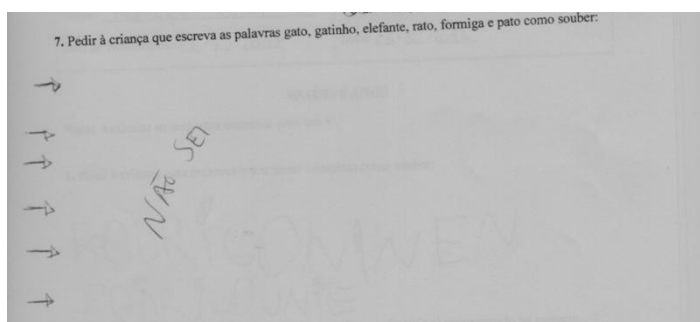 7. Pedir à criança que escreva as palavras gato, gatinho, elefante, rato, formiga e pato como souber:
NÃO SEI